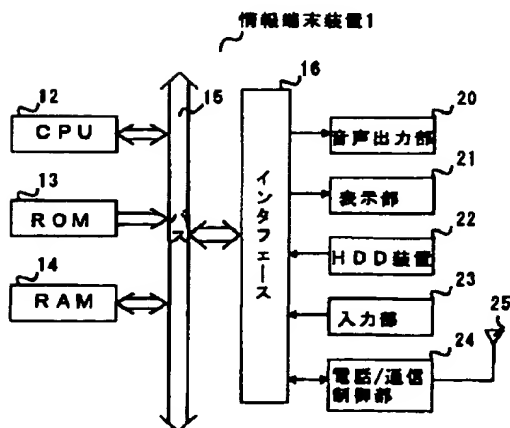 情報端末装置1
12
CPU
13
ROM
14
RAM
15
バス
16
インタフェース
20
音声出力部
21
表示部
22
HDD装置
23
入力部
24
電話/通信
制御部
25